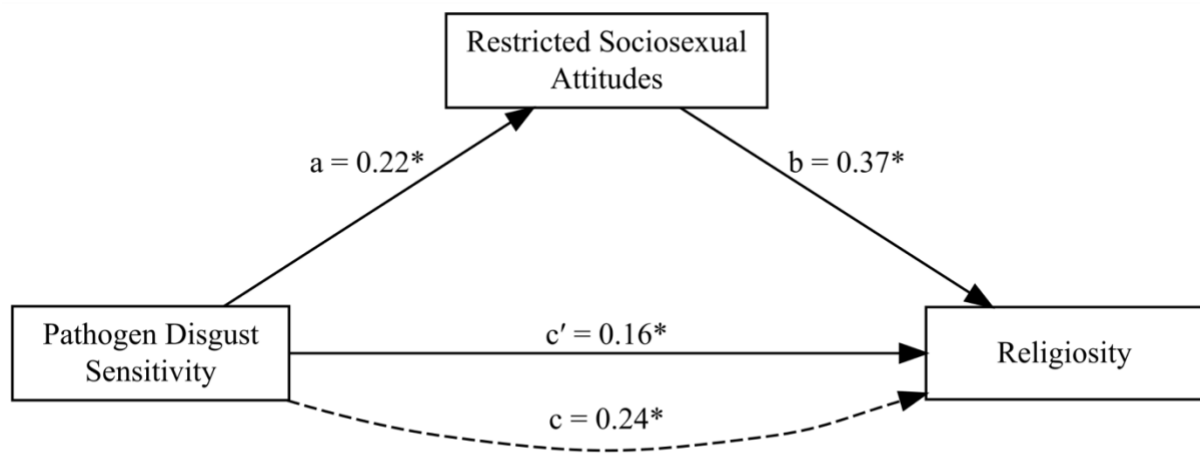 Restricted Sociosexual
Attitudes
a = 0.22*
b = 0.37*
Pathogen Disgust
Sensitivity
c′ = 0.16*
Religiosity
c = 0.24*